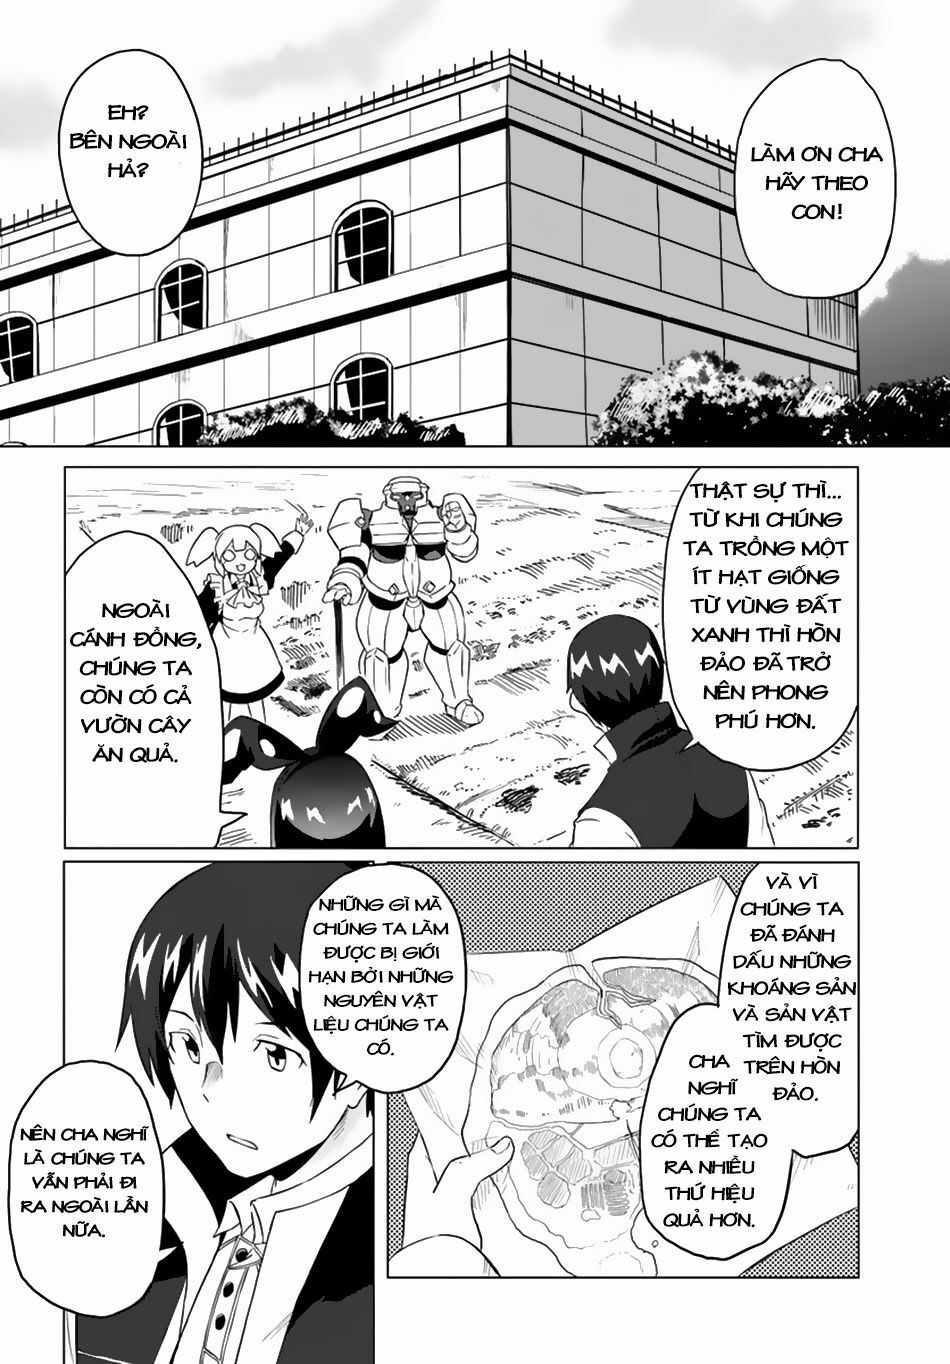 LÀM ƠN CHA
HÃY THEO
CON!
EH?
BÊN NGOÀI
HẢ?
THẬT SỰ THÌ...
TỪ KHI CHÚNG
TA TRỒNG MỘT
ÍT HẠT GIỐNG
TỪ VÙNG ĐẤT
XANH THÌ HÒN
ĐẢO ĐÃ TRỞ
NÊN PHONG
PHÚ HƠN.
NGOÀI
CÁNH ĐỒNG,
CHÚNG TA
CÒN CÓ CẢ
VƯỜN CÂY
ĂN QUẢ.
VÀ VÌ
CHÚNG TA
ĐÃ ĐÁNH
DẤU NHỮNG
KHOÁNG SẢN
VÀ SẢN VẬT
TÌM ĐƯỢC
TRÊN HÒN
ĐẢO.
CHA
NGHĨ
CHÚNG TA
CÓ THỂ TẠO
RA NHIỀU
THỨ HIỆU
QUẢ HƠN.
NHỮNG GÌ MÀ
CHÚNG TA LÀM
ĐƯỢC BỊ GIỚI
HẠN BỞI NHỮNG
NGUYÊN VẬT
LIỆU CHÚNG TA
CÓ.
NÊN CHA NGHĨ
LÀ CHÚNG TA
VẪN PHẢI ĐI
RA NGOÀI LẦN
NỮA.